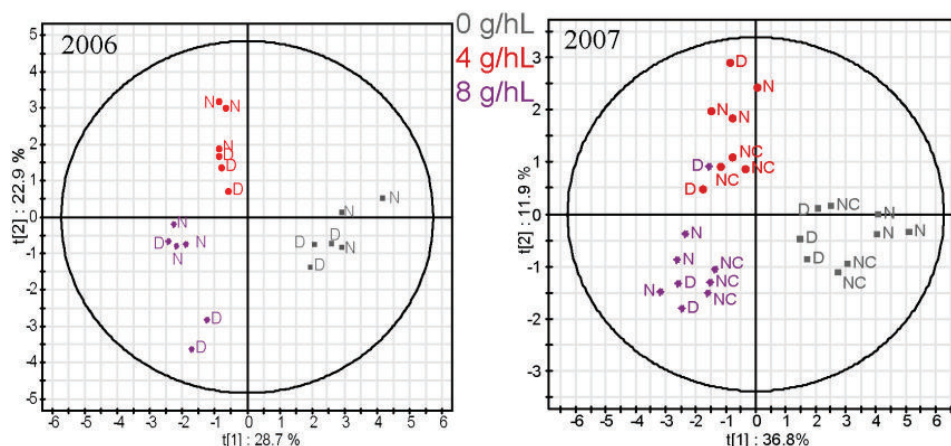 2006
0 g/hL
4 g/hL
8 g/hL
2007
t[2] : 22.9 %
5
4
3
2
1
0
-1
-2
-3
-4
-5
N N
N
D
D
D
N
D N
N
D
D
N
N
D
D N
D
-6 -5 -4 -3 -2 -1 0 1 2 3 4 5 6
t[1] : 28.7 %
t[2] : 11.9 %
3
2
1
0
-1
-2
-3
D
N
N N
NC
D
NC NC
D
D NC N
N N
D
D NC
NC
N
N NC
D NC
N NC
D
-6 -5 -4 -3 -2 -1 0 1 2 3 4 5 6
t[1] : 36.8%